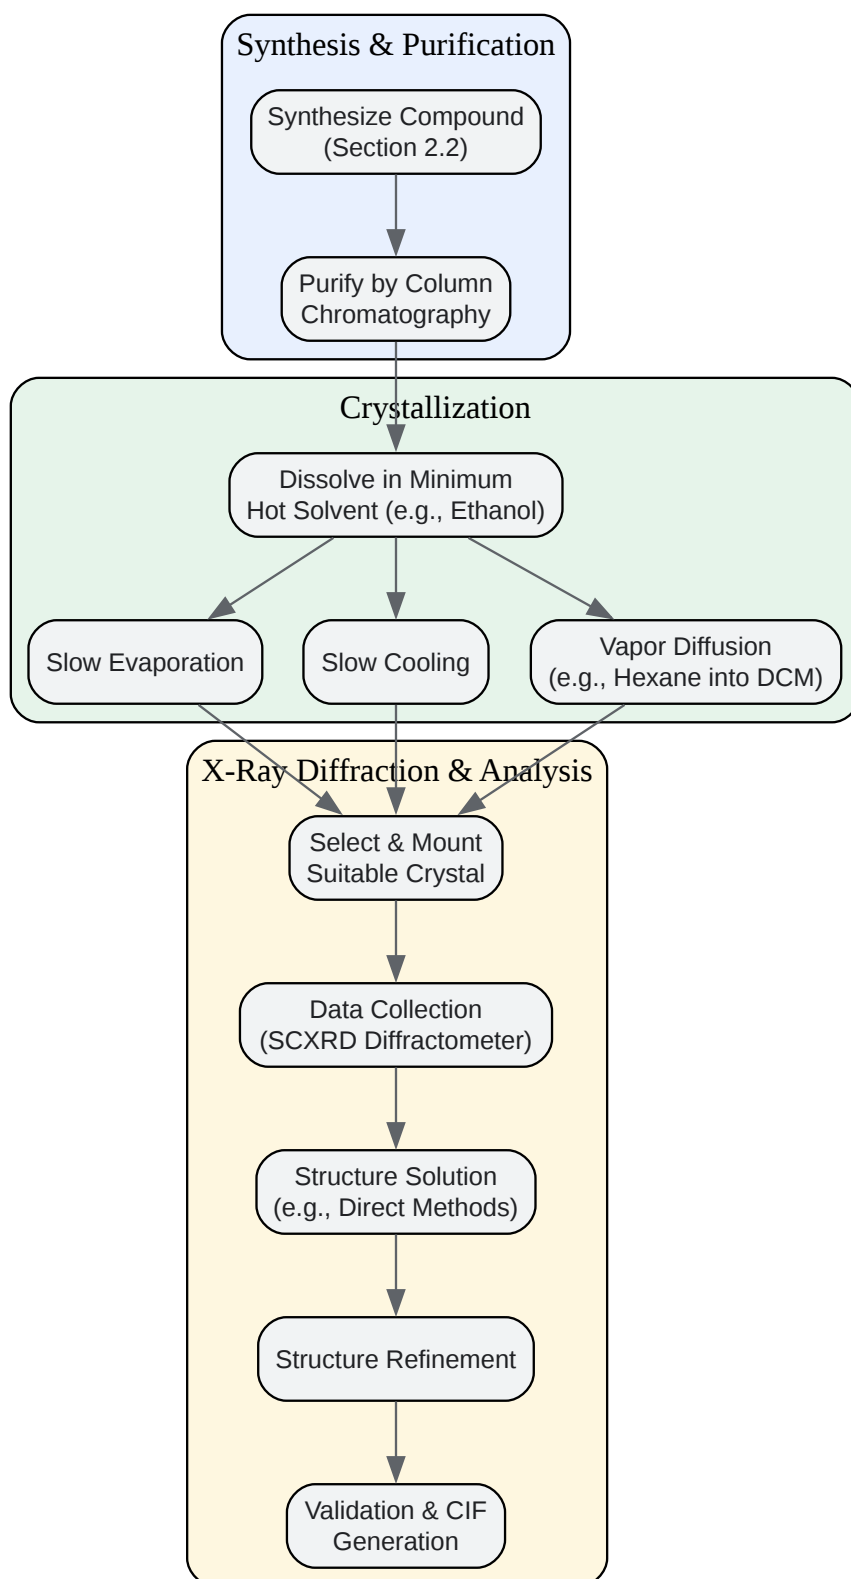 Synthesis & Purification
Synthesize Compound
(Section 2.2)
Purify by Column
Chromatography
Crystallization
Dissolve in Minimum
Hot Solvent (e.g., Ethanol)
Slow Evaporation
Slow Cooling
Vapor Diffusion
(e.g., Hexane into DCM)
X-Ray Diffraction & Analysis
Select & Mount
Suitable Crystal
Data Collection
(SCXRD Diffractometer)
Structure Solution
(e.g., Direct Methods)
Structure Refinement
Validation & CIF
Generation